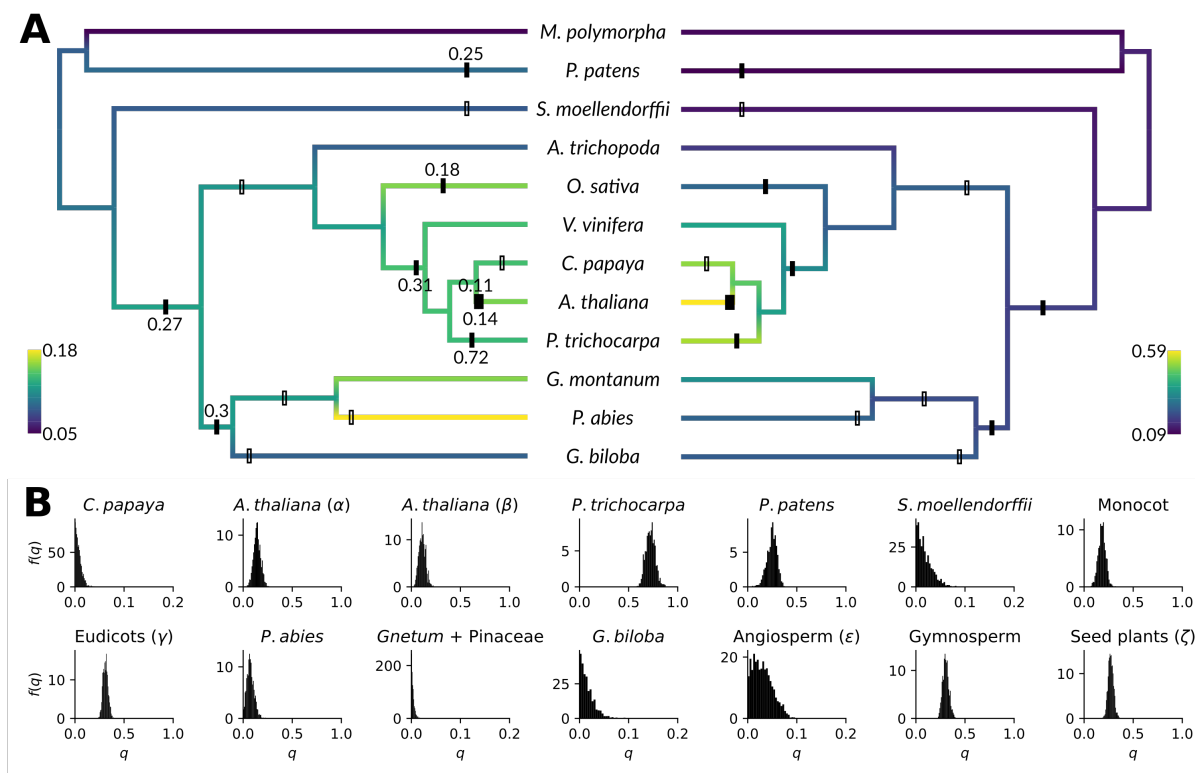 A
M. polymorpha
0.25
P. patens
S. moellendorffii
A. trichopoda
0.18
O. sativa
V. vinifera
0.31
C. papaya
0.11
A. thaliana
0.14
P. trichocarpa
0.72
0.27
0.18
0.05
0.59
0.09
G. montanum
0.3
P. abies
G. biloba
B
C. papaya
A. thaliana (α)
A. thaliana (β)
P. trichocarpa
P. patens
S. moellendorffii
Monocot
f(q)
50
0
10
0
10
0
5
0
5
0
25
0
10
0
0.0 0.1 0.2
0.0 0.5 1.0
0.0 0.5 1.0
0.0 0.5 1.0
0.0 0.5 1.0
0.0 0.1 0.2
0.0 0.5 1.0
Eudicots (γ)
P. abies
Gnetum + Pinaceae
G. biloba
Angiosperm (ε)
Gymnosperm
Seed plants (ζ)
f(q)
10
0
10
0
200
0
25
0
20
0
10
0
10
0
0.0 0.5 1.0
0.0 0.5 1.0
0.0 0.1 0.2
0.0 0.1 0.2
0.0 0.1 0.2
0.0 0.5 1.0
0.0 0.5 1.0
q
q
q
q
q
q
q